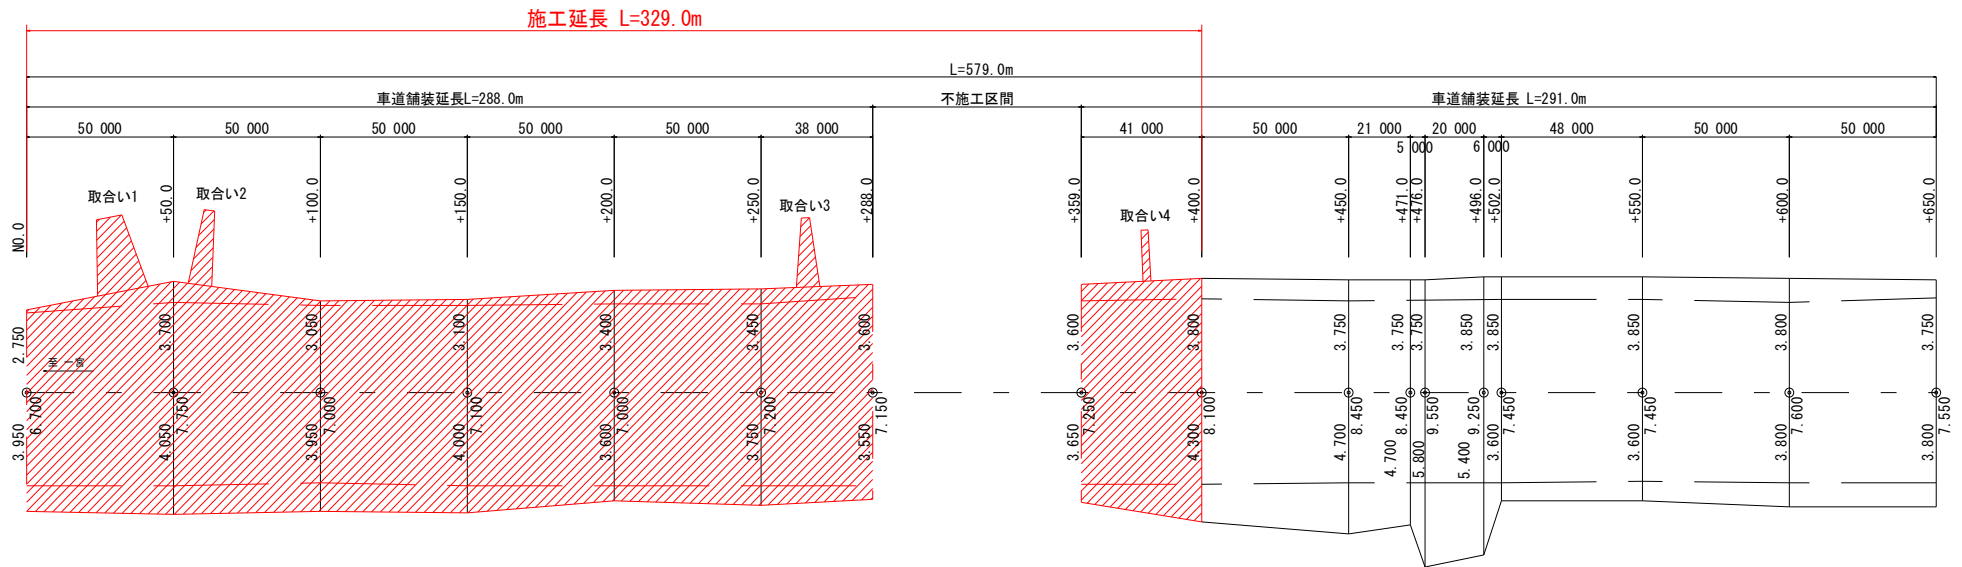 施工延長 L=329.0m
L=579.0m
車道舗装延長L=288.0m 不施工区間 車道舗装延長 L=291.0m
50 000 50 000 50 000 50 000 50 000 38 000 41 000 50 000 21 000 20 000 48 000 50 000 50 000
5 000 6 000
取合い1 取合い2 取合い3 取合い4
NO.0 +50.0 +100.0 +150.0 +200.0 +250.0 +288.0 +359.0 +400.0 +450.0 +471.0 +476.0 +496.0 +502.0 +550.0 +600.0 +650.0
2.750 3.700 3.050 3.100 3.400 3.450 3.600 3.600 3.800 3.750 3.750 3.750 3.850 3.850 3.850 3.800 3.750
至 一宮
3.950 4.050 3.950 4.000 3.600 3.750 3.550 3.650 4.300 4.700 4.700 5.800 5.400 3.600 3.600 3.800 3.800
6.700 7.750 7.000 7.100 7.000 7.200 7.150 7.250 8.100 8.450 8.450 9.550 9.250 7.450 7.450 7.600 7.550